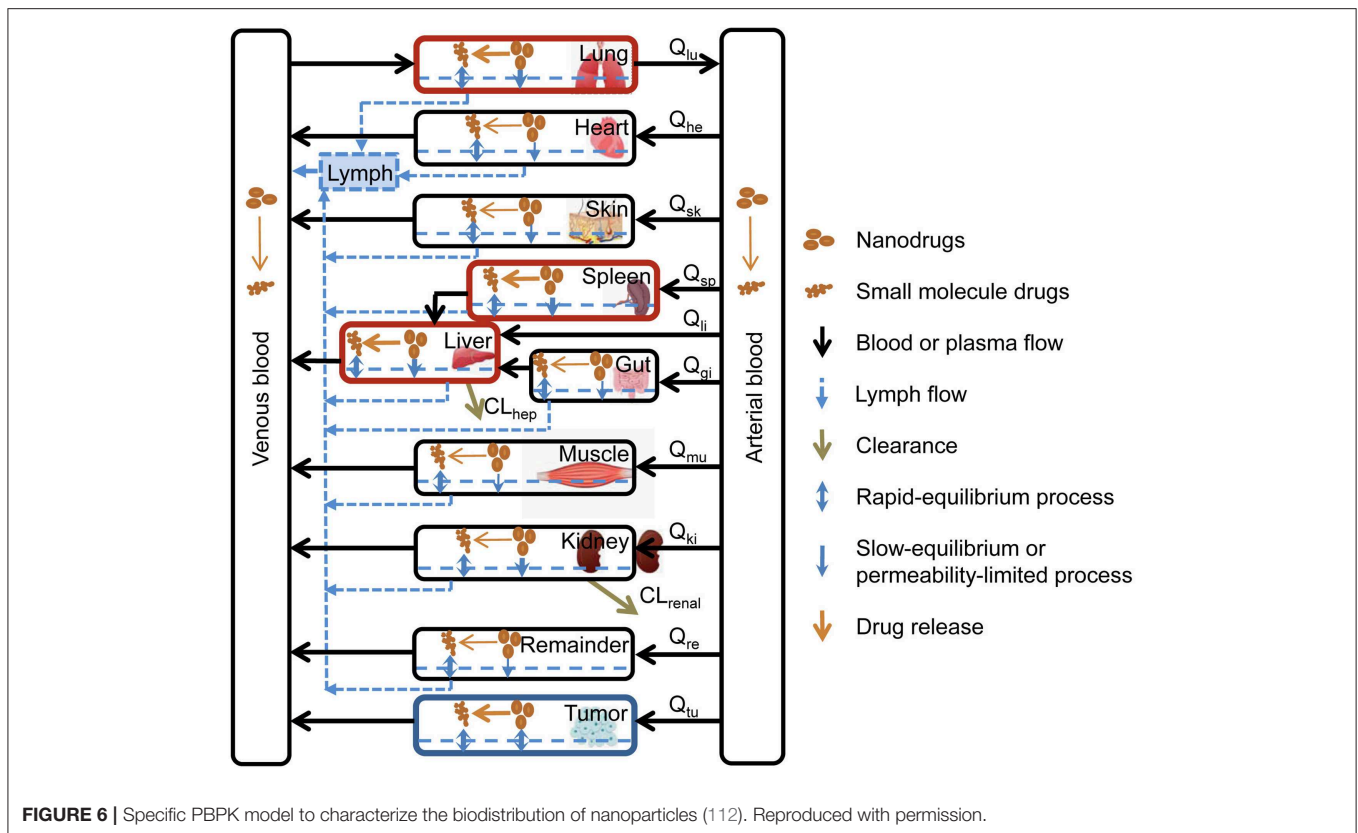 Venous blood
Lung
Q_lu
Heart
Q_he
Lymph
Skin
Q_sk
Spleen
Q_sp
Q_li
Liver
Gut
Q_gi
CL_hep
Muscle
Q_mu
Kidney
Q_ki
CL_renal
Remainder
Q_re
Tumor
Q_tu
Arterial blood
Nanodrugs
Small molecule drugs
Blood or plasma flow
Lymph flow
Clearance
Rapid-equilibrium process
Slow-equilibrium or
permeability-limited process
Drug release
FIGURE 6 | Specific PBPK model to characterize the biodistribution of nanoparticles (112). Reproduced with permission.